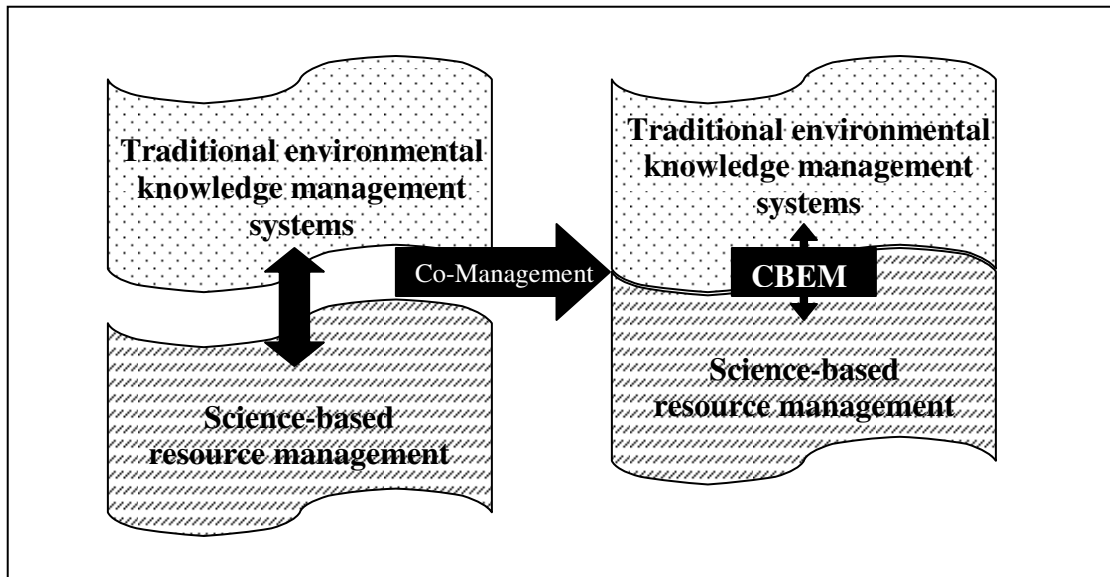 Traditional environmental
knowledge management
systems
Science-based
resource management
Co-Management
Traditional environmental
knowledge management
systems
CBEM
Science-based
resource management